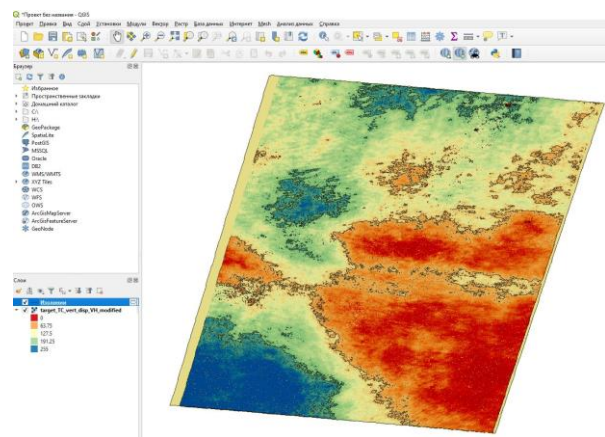 *Проект без названия — QGIS
Проект Правка Вид Слой Установки Модули Вектор Растр Базы данных Интернет Mesh Анализ данных Справка
Браузер
Избранное
Пространственные закладки
Домашний каталог
C:\
H:\
GeoPackage
SpatiaLite
PostGIS
MSSQL
Oracle
DB2
WMS/WMTS
XYZ Tiles
WCS
WFS
OWS
ArcGisMapServer
ArcGisFeatureServer
GeoNode
Слои
Изолинии
target_TC_vert_disp_VH_modified
0
63.75
127.5
191.25
255